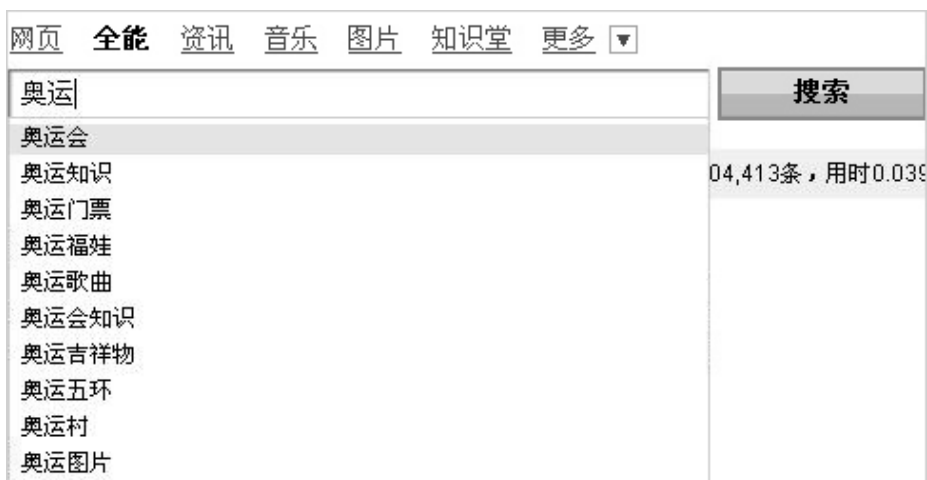 网页 全能 资讯 音乐 图片 知识堂 更多
奥运 搜索
奥运会
奥运知识 04,413条，用时0.039
奥运门票
奥运福娃
奥运歌曲
奥运会知识
奥运吉祥物
奥运五环
奥运村
奥运图片